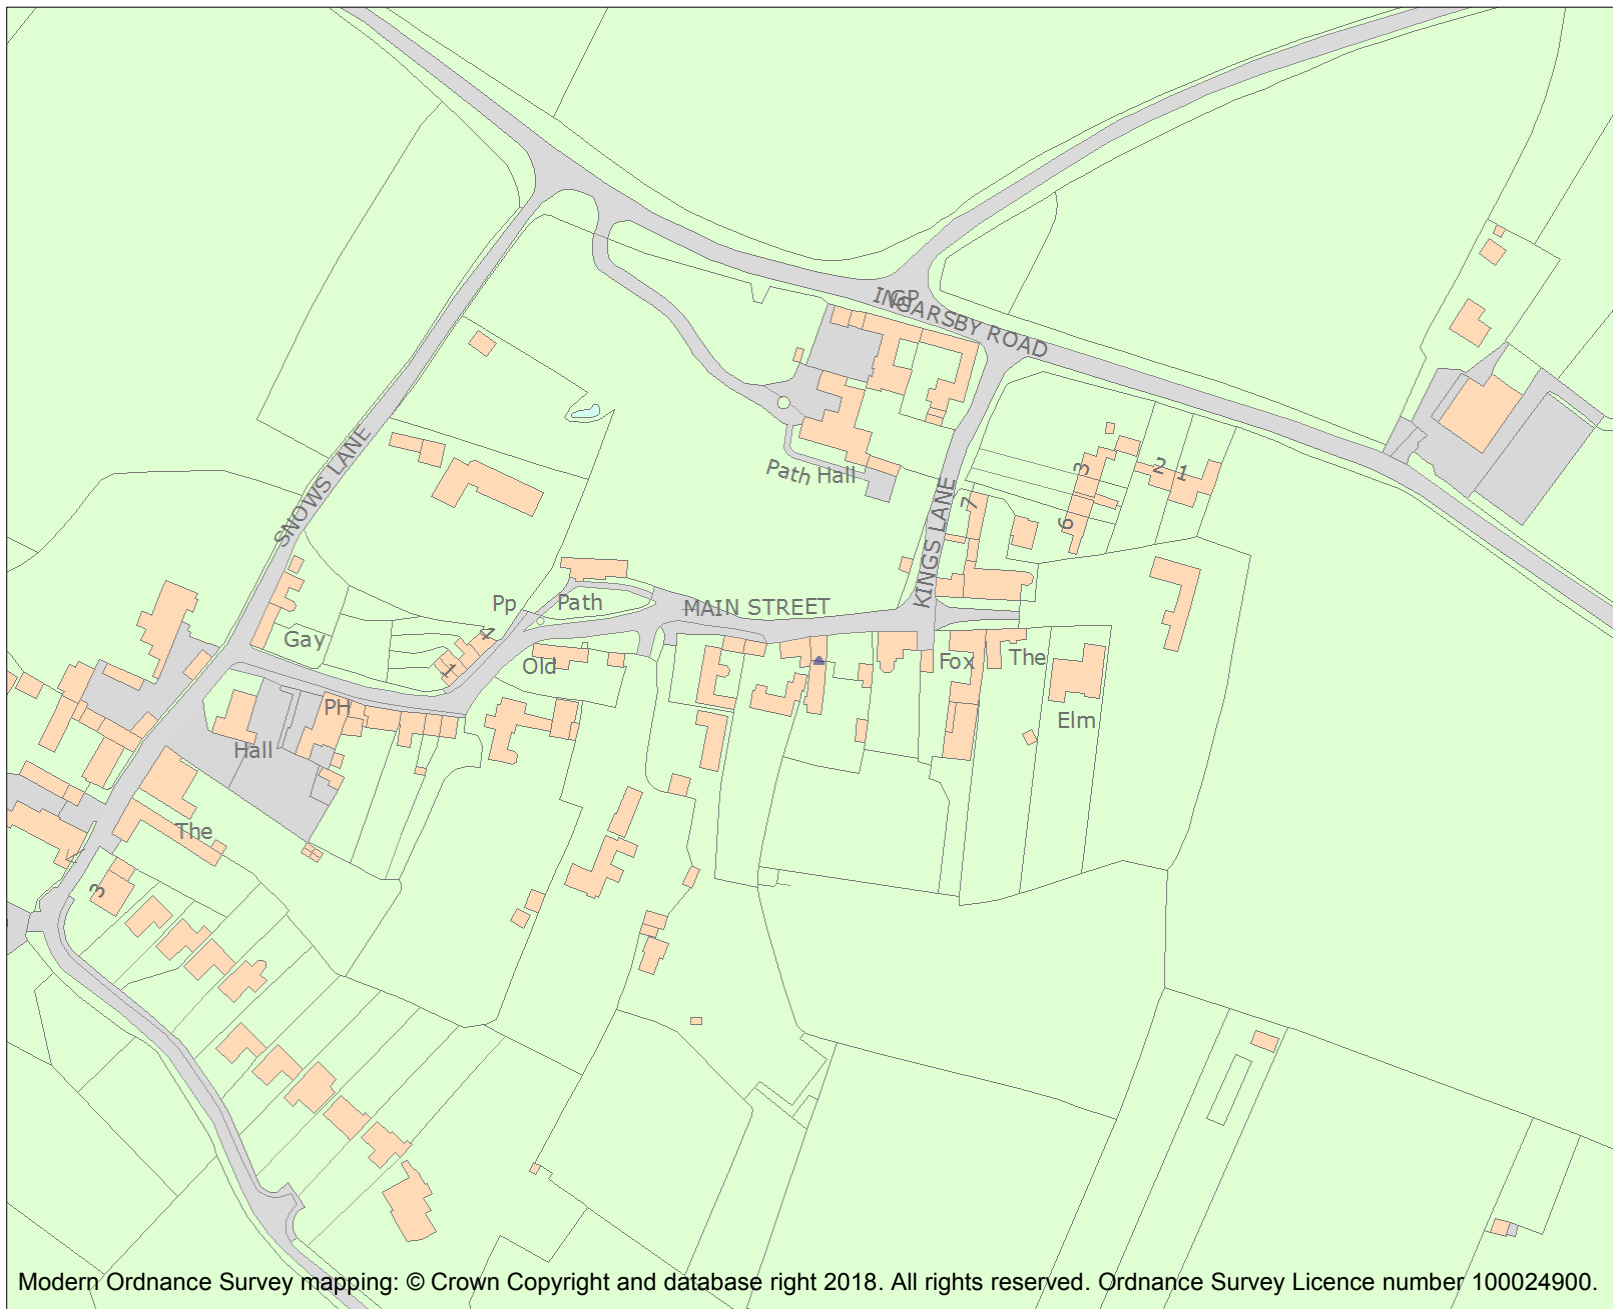 GP
INGARSBY ROAD
SNOWS LANE
Path Hall
3
2
1
7
6
KINGS LANE
MAIN STREET
Pp
Path
4
Gay
1
Old
Fox
The
PH
Elm
Hall
The
3
Modern Ordnance Survey mapping: © Crown Copyright and database right 2018. All rights reserved. Ordnance Survey Licence number 100024900.